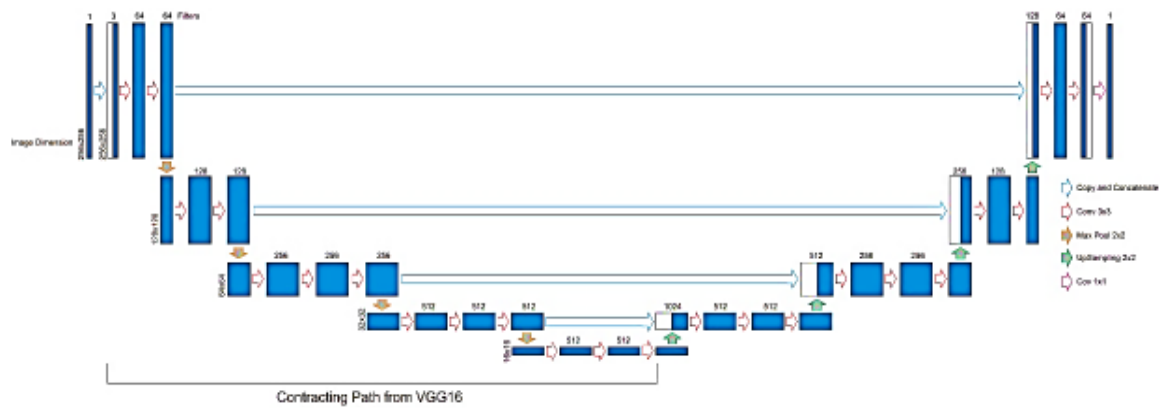 1 3 64 64 Filters
128 64 64 1
256x256
256x256
Image Dimension
128 128
128x128
256 128
Copy and Concatenate
Conv 3x3
Max Pool 2x2
UpSampling 2x2
Cov 1x1
256 256 256
64x64
512 256 256
512 512 512
32x32
1024 512 512
512 512
16x16
Contracting Path from VGG16